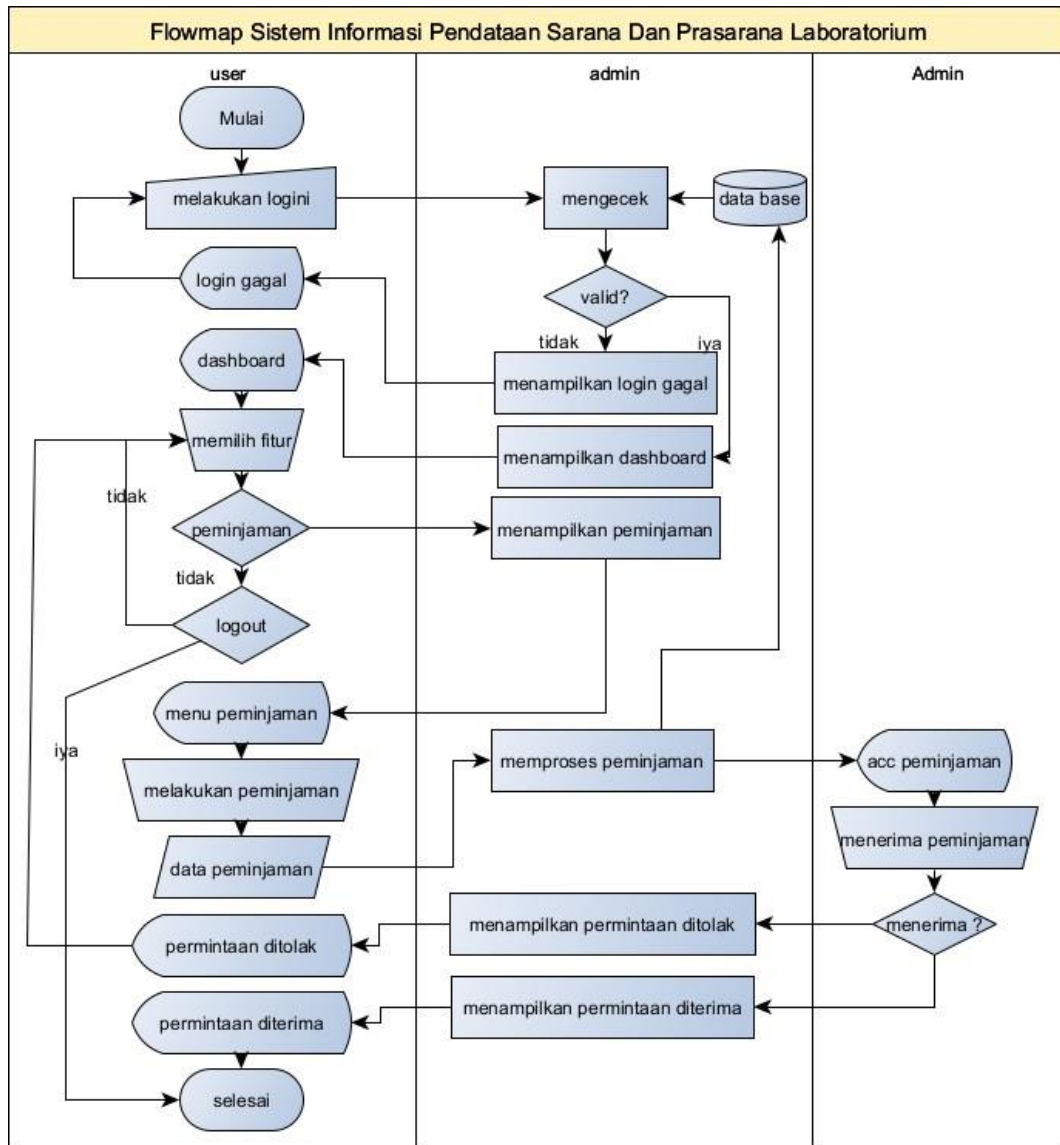 Flowmap Sistem Informasi Pendataan Sarana Dan Prasarana Laboratorium
user
admin
Admin
Mulai
melakukan logini
mengecek
data base
login gagal
valid?
tidak
iya
dashboard
menampilkan login gagal
memilih fitur
menampilkan dashboard
tidak
peminjaman
menampilkan peminjaman
tidak
logout
menu peminjaman
iya
memproses peminjaman
acc peminjaman
melakukan peminjaman
menerima peminjaman
data peminjaman
menampilkan permintaan ditolak
menerima ?
permintaan ditolak
menampilkan permintaan diterima
permintaan diterima
selesai